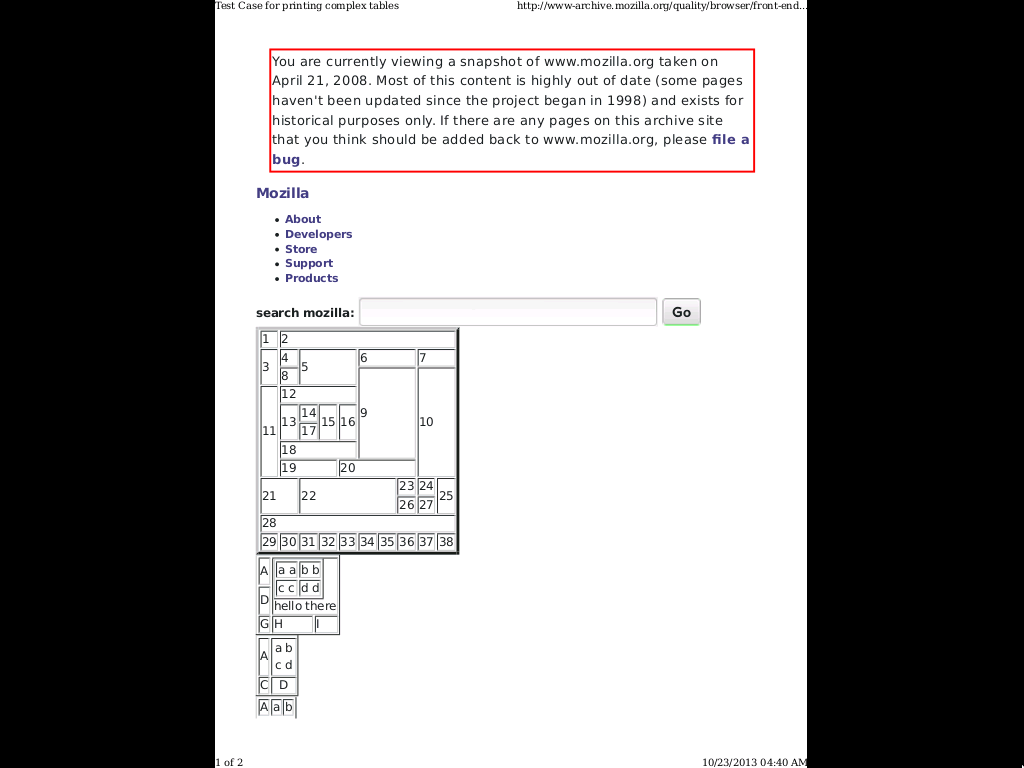 Test Case for printing complex tables http://www-archive.mozilla.org/quality/browser/front-end...
You are currently viewing a snapshot of www.mozilla.org taken on
April 21, 2008. Most of this content is highly out of date (some pages
haven't been updated since the project began in 1998) and exists for
historical purposes only. If there are any pages on this archive site
that you think should be added back to www.mozilla.org, please file a
bug.
Mozilla
• About
• Developers
• Store
• Support
• Products
search mozilla: Go
1 2
3 4 5 6 7
8
9 10
11 12
13 14 15 16
17
18
19 20
21 22 23 24 25
26 27
28
29 30 31 32 33 34 35 36 37 38
A a a b b
c c d d
D hello there
G H I
A a b
c d
C D
A a b
1 of 2 10/23/2013 04:40 AM